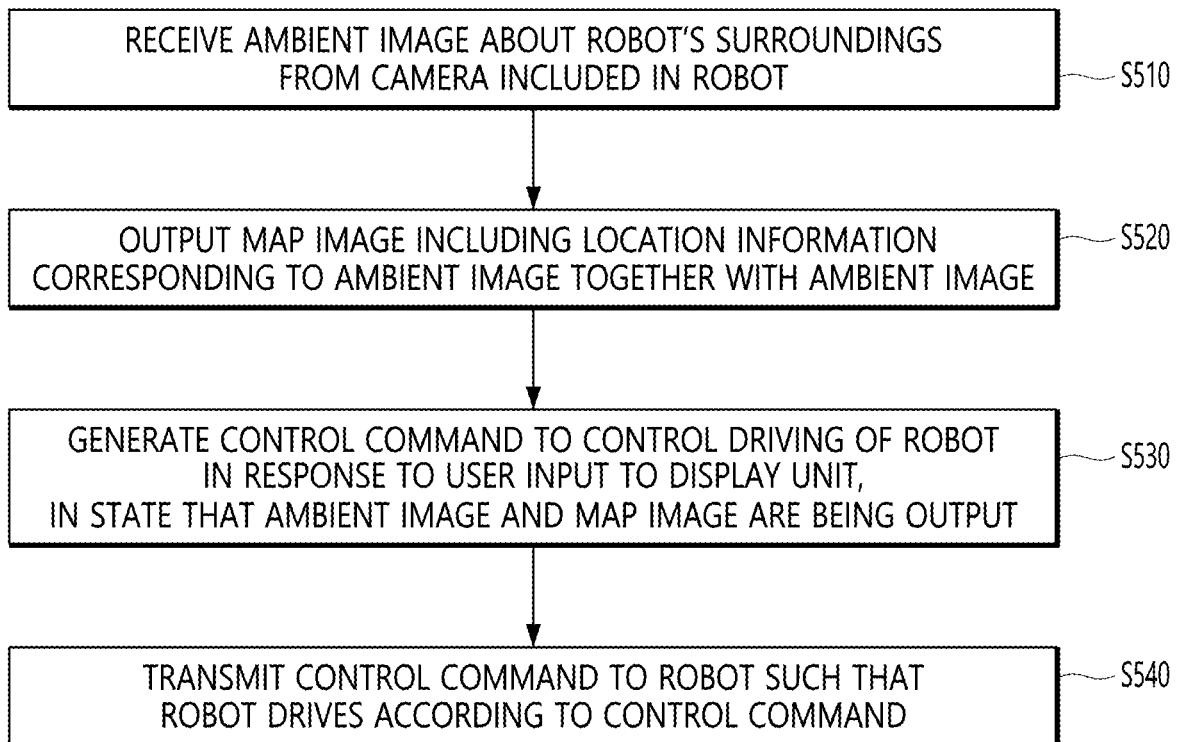 RECEIVE AMBIENT IMAGE ABOUT ROBOT'S SURROUNDINGS
FROM CAMERA INCLUDED IN ROBOT
S510
OUTPUT MAP IMAGE INCLUDING LOCATION INFORMATION
CORRESPONDING TO AMBIENT IMAGE TOGETHER WITH AMBIENT IMAGE
S520
GENERATE CONTROL COMMAND TO CONTROL DRIVING OF ROBOT
IN RESPONSE TO USER INPUT TO DISPLAY UNIT,
IN STATE THAT AMBIENT IMAGE AND MAP IMAGE ARE BEING OUTPUT
S530
TRANSMIT CONTROL COMMAND TO ROBOT SUCH THAT
ROBOT DRIVES ACCORDING TO CONTROL COMMAND
S540